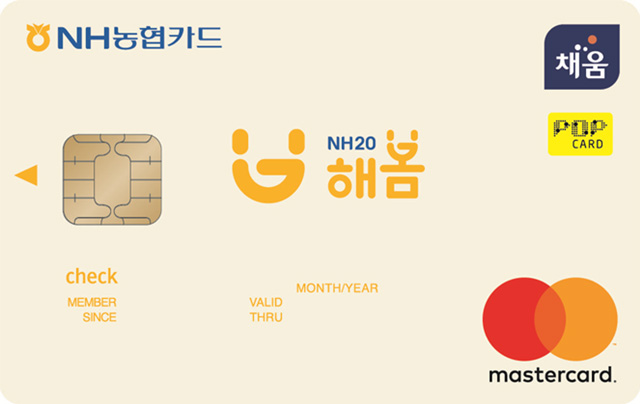 NH농협카드
채움
POP
CARD
NH20
해봄
check
MEMBER
SINCE
MONTH/YEAR
VALID
THRU
mastercard.